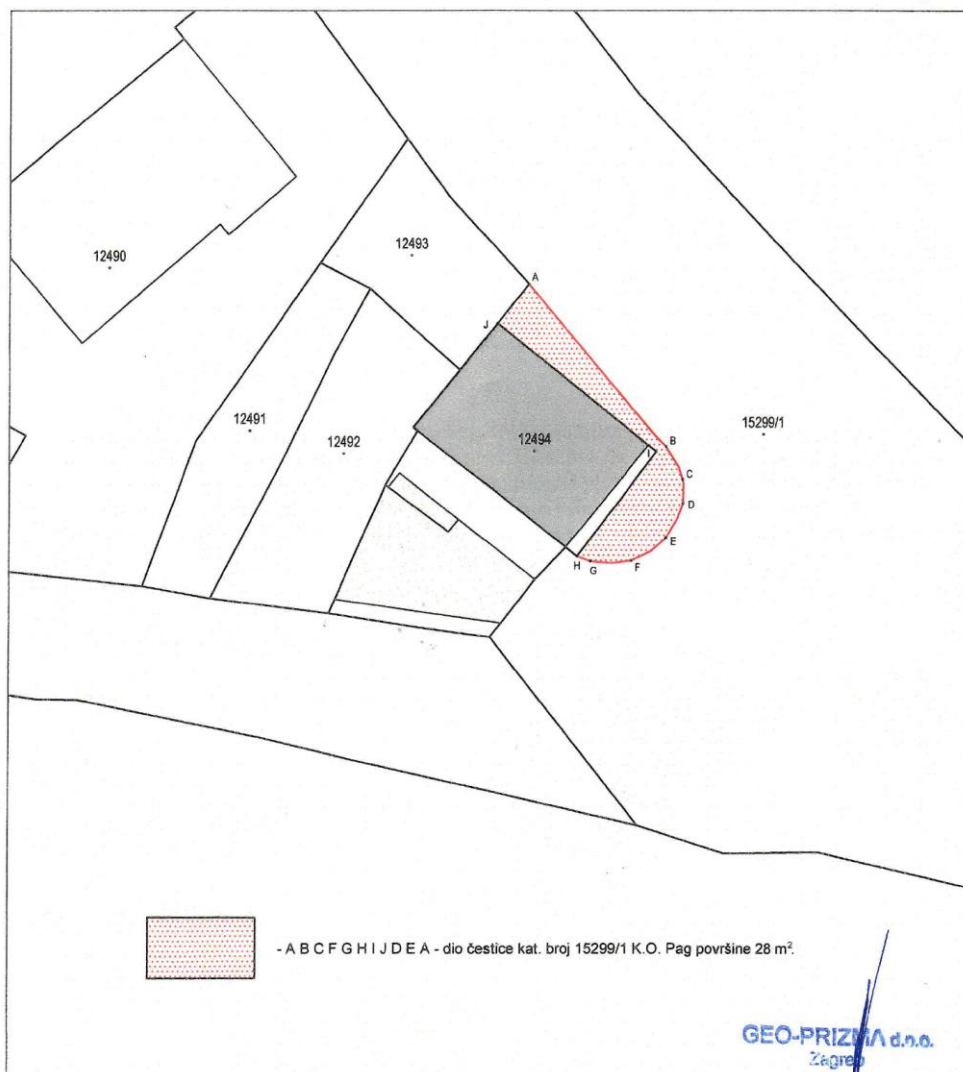 12490
12493
A
J
12491
12492
12494
I
B
15299/1
C
D
E
H
G
F
- A B C F G H I J D E A - dio čestice kat. broj 15299/1 K.O. Pag površine 28 m².
GEO-PRIZMA d.o.o.
Zagreb